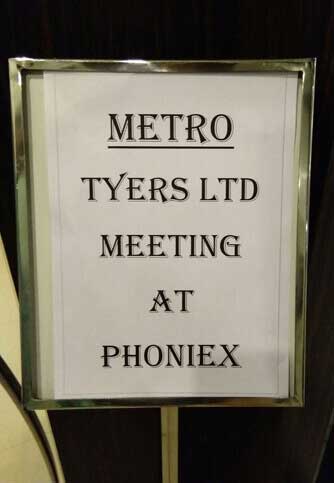 METRO
TYERS LTD
MEETING
AT
PHONIEX